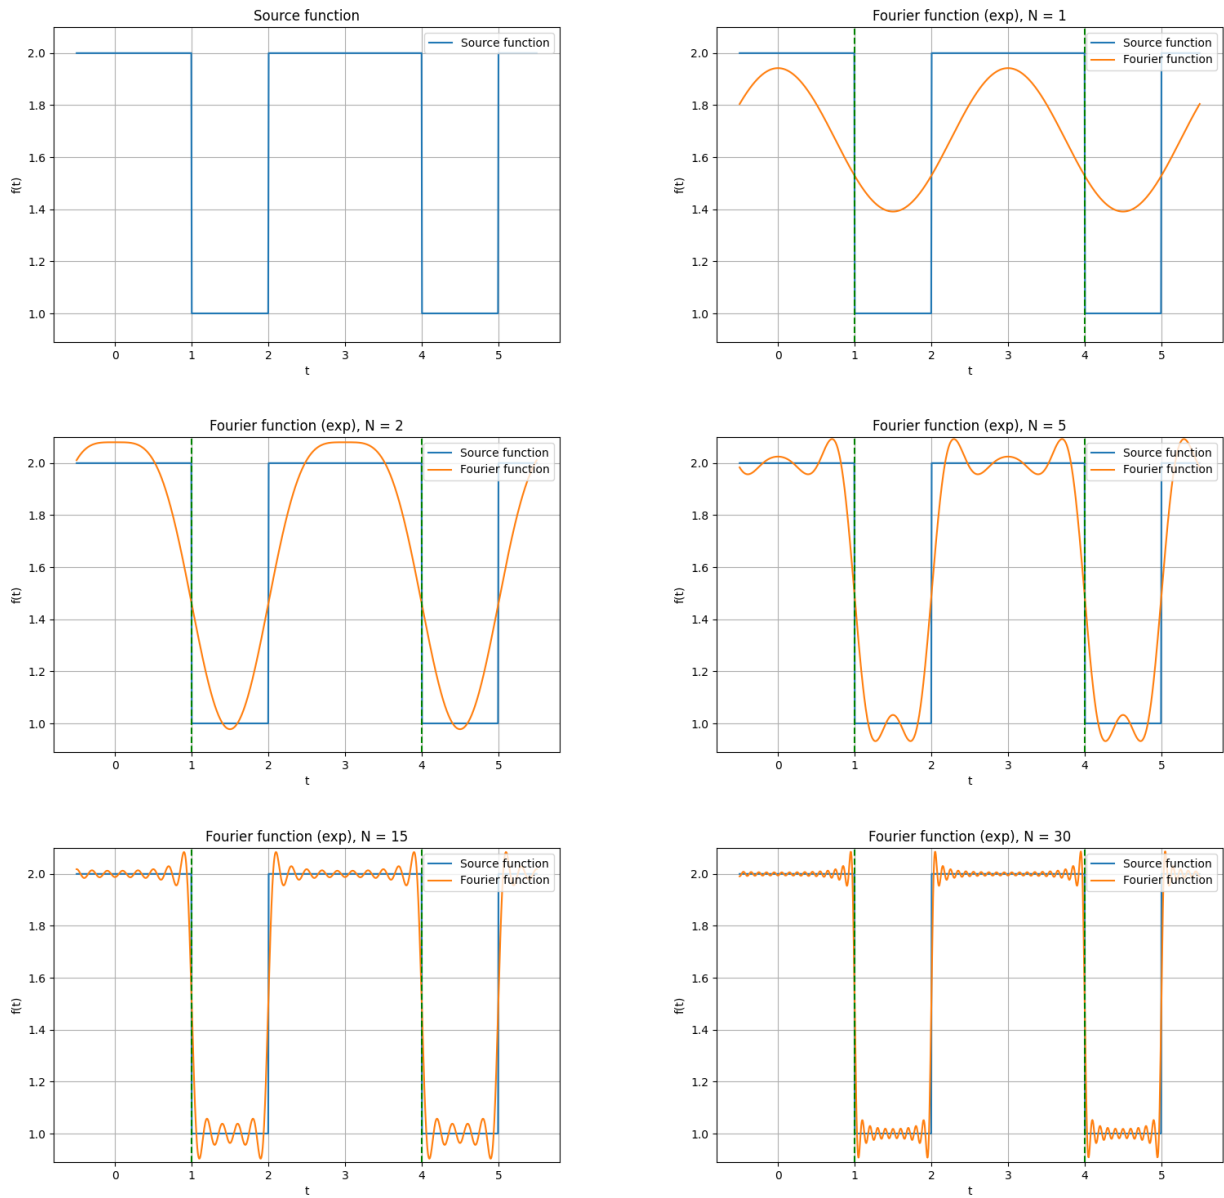 Source function
Source function
2.0
1.8
1.6
1.4
1.2
1.0
f(t)
0 1 2 3 4 5
t
Fourier function (exp), N = 1
Source function
Fourier function
2.0
1.8
1.6
1.4
1.2
1.0
f(t)
0 1 2 3 4 5
t
Fourier function (exp), N = 2
Source function
Fourier function
2.0
1.8
1.6
1.4
1.2
1.0
f(t)
0 1 2 3 4 5
t
Fourier function (exp), N = 5
Source function
Fourier function
2.0
1.8
1.6
1.4
1.2
1.0
f(t)
0 1 2 3 4 5
t
Fourier function (exp), N = 15
Source function
Fourier function
2.0
1.8
1.6
1.4
1.2
1.0
f(t)
0 1 2 3 4 5
t
Fourier function (exp), N = 30
Source function
Fourier function
2.0
1.8
1.6
1.4
1.2
1.0
f(t)
0 1 2 3 4 5
t